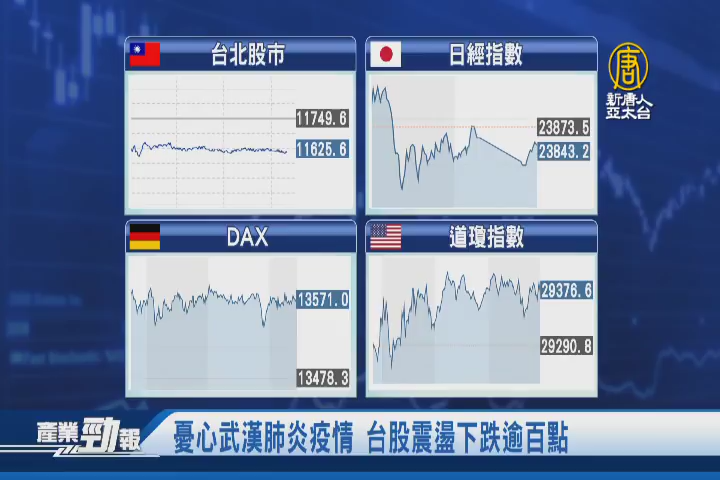 台北股市
11749.6
11625.6
日經指數
23873.5
23843.2
唐
新唐人
亞太台
DAX
13571.0
13478.3
道瓊指數
29376.6
29290.8
產業勁報
憂心武漢肺炎疫情 台股震盪下跌逾百點